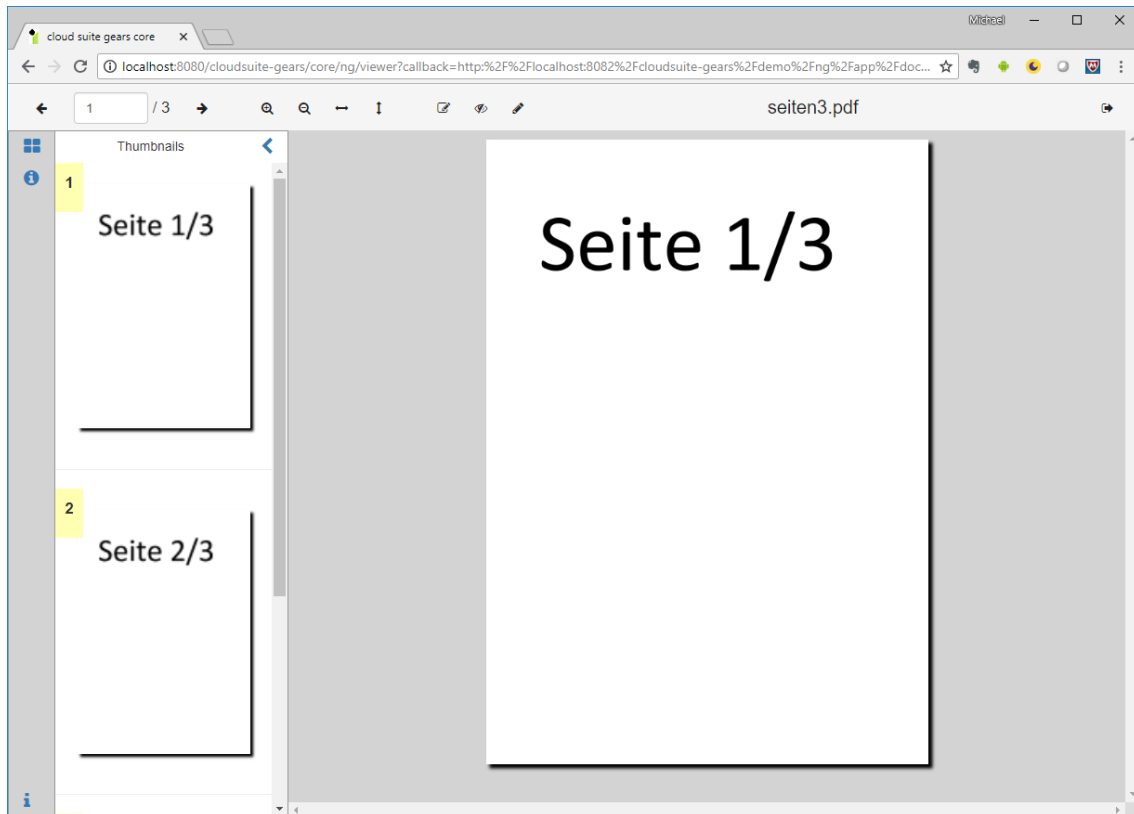 Michael
cloud suite gears core
localhost:8080/cloudsuite-gears/core/ng/viewer?callback=http:%2F%2Flocalhost:8082%2Fcloudsuite-gears%2Fdemo%2Fng%2Fapp%2Fdoc...
1 / 3
seiten3.pdf
Thumbnails
1
Seite 1/3
Seite 1/3
2
Seite 2/3